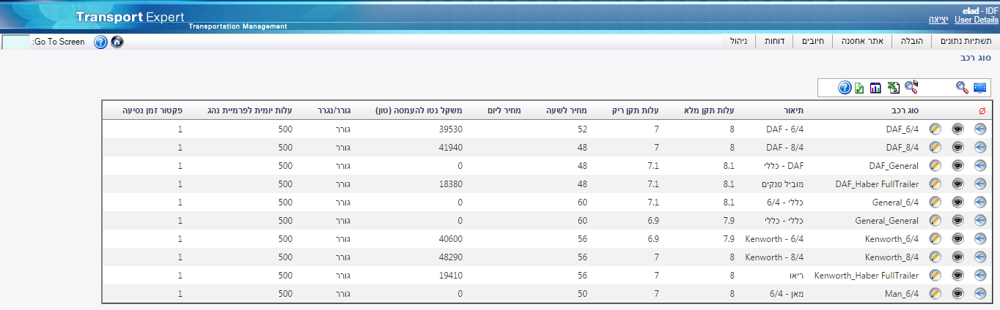 Transport Expert
Transportation Management
elad - IDF
User Details יציאה
תשתיות נתונים הובלה אתר אחסנה חיובים דוחות ניהול
Go To Screen:
סוג רכב
סוג רכב תיאור עלות תקן מלא עלות תקן ריק מחיר לשעה מחיר ליום משקל נטו להעמסה (טון) גורר/נגרר עלות יומית לפרמיית נהג פקטור זמן נסיעה
DAF_6/4 DAF - 6/4 8 7 52 39530 גורר 500 1
DAF_8/4 DAF - 8/4 8 7 48 41940 גורר 500 1
DAF_General DAF - כללי 8.1 7.1 48 0 גורר 500 1
DAF_Haber FullTrailer מוביל טנקים 8.1 7.1 48 18380 גורר 500 1
General_6/4 כללי - 6/4 8.1 7.1 60 0 גורר 500 1
General_General כללי - כללי 7.9 6.9 60 0 גורר 500 1
Kenworth_6/4 Kenworth - 6/4 7.9 6.9 56 40600 גורר 500 1
Kenworth_8/4 Kenworth - 8/4 8 7 56 48290 גורר 500 1
Kenworth_Haber FullTrailer ריאו 8 7 56 19410 גורר 500 1
Man_6/4 מאן - 6/4 8 7 50 0 גורר 500 1